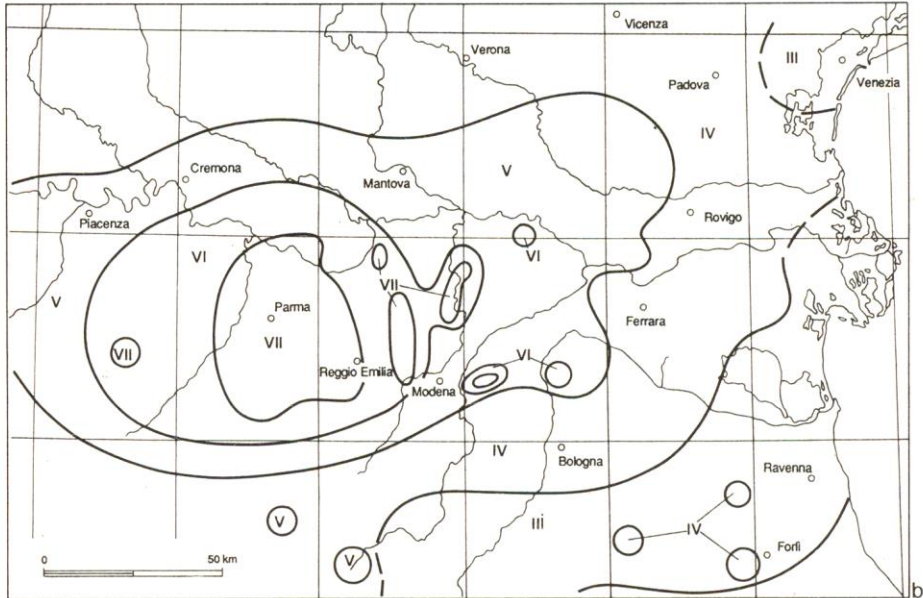 Vicenza
III
Verona
Venezia
Padova
IV
Cremona
Mantova
V
Piacenza
Rovigo
VI
VI
V
VII
Parma
Ferrara
VII
VII
VI
Reggio Emilia
Modena
IV
Bologna
Ravenna
V
III
IV
V
Forlì
0
50 km
b